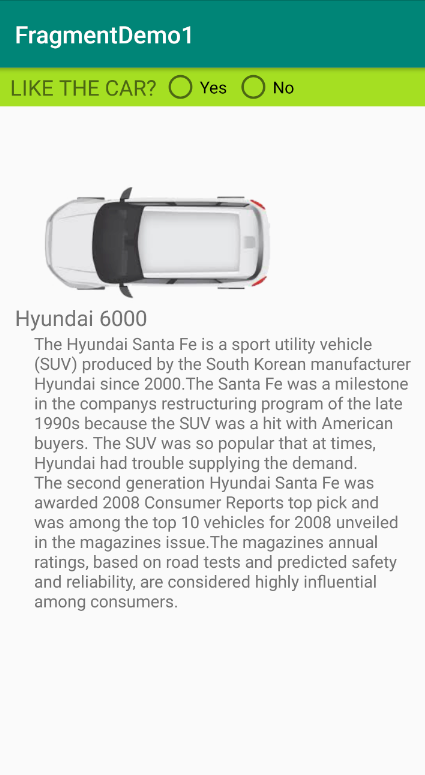 FragmentDemo1
LIKE THE CAR? Yes No
Hyundai 6000
The Hyundai Santa Fe is a sport utility vehicle
(SUV) produced by the South Korean manufacturer
Hyundai since 2000.The Santa Fe was a milestone
in the companys restructuring program of the late
1990s because the SUV was a hit with American
buyers. The SUV was so popular that at times,
Hyundai had trouble supplying the demand.
The second generation Hyundai Santa Fe was
awarded 2008 Consumer Reports top pick and
was among the top 10 vehicles for 2008 unveiled
in the magazines issue.The magazines annual
ratings, based on road tests and predicted safety
and reliability, are considered highly influential
among consumers.